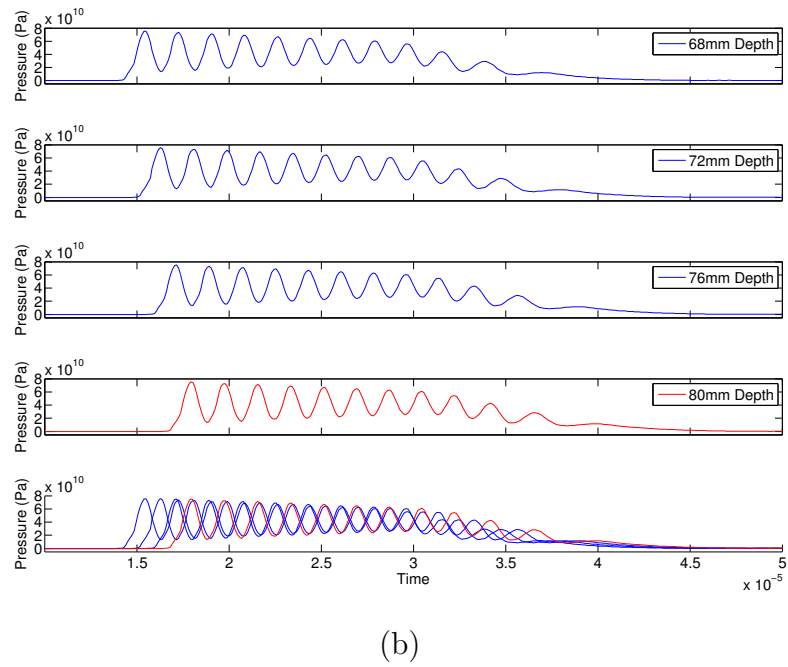 x 10^10
8
6
4
2
0
Pressure (Pa)
68mm Depth
x 10^10
8
6
4
2
0
Pressure (Pa)
72mm Depth
x 10^10
8
6
4
2
0
Pressure (Pa)
76mm Depth
x 10^10
8
6
4
2
0
Pressure (Pa)
80mm Depth
x 10^10
8
6
4
2
0
Pressure (Pa)
1.5 2 2.5 3 3.5 4 4.5 5
Time
x 10^-5
(b)